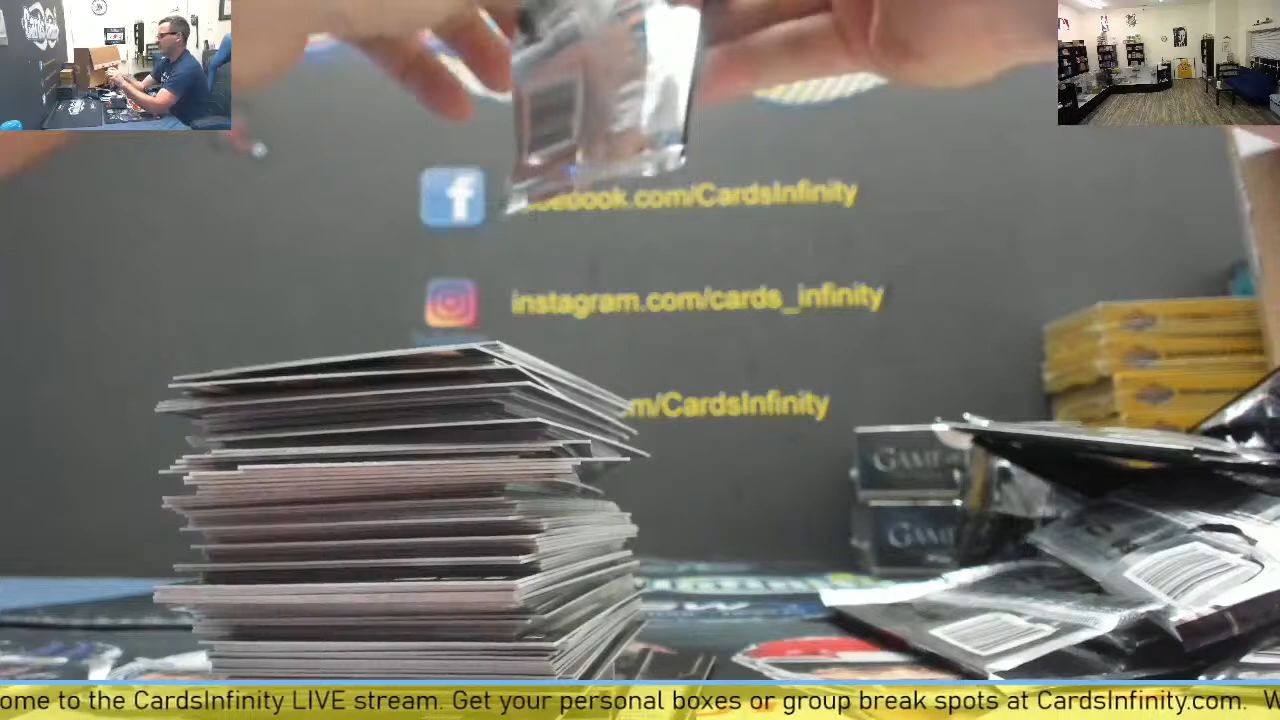 facebook.com/CardsInfinity
instagram.com/cards_infinity
m/CardsInfinity
GAME
GAME
ome to the CardsInfinity LIVE stream. Get your personal boxes or group break spots at CardsInfinity.com. W